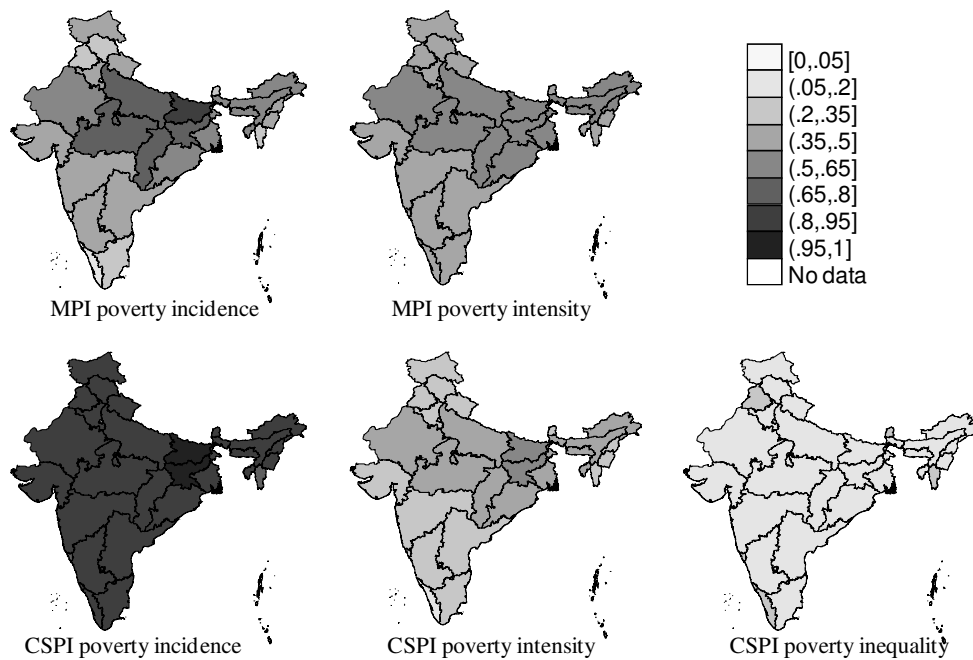 [0,.05]
(.05,.2]
(.2,.35]
(.35,.5]
(.5,.65]
(.65,.8]
(.8,.95]
(.95,1]
No data
MPI poverty incidence
MPI poverty intensity
CSPI poverty incidence
CSPI poverty intensity
CSPI poverty inequality